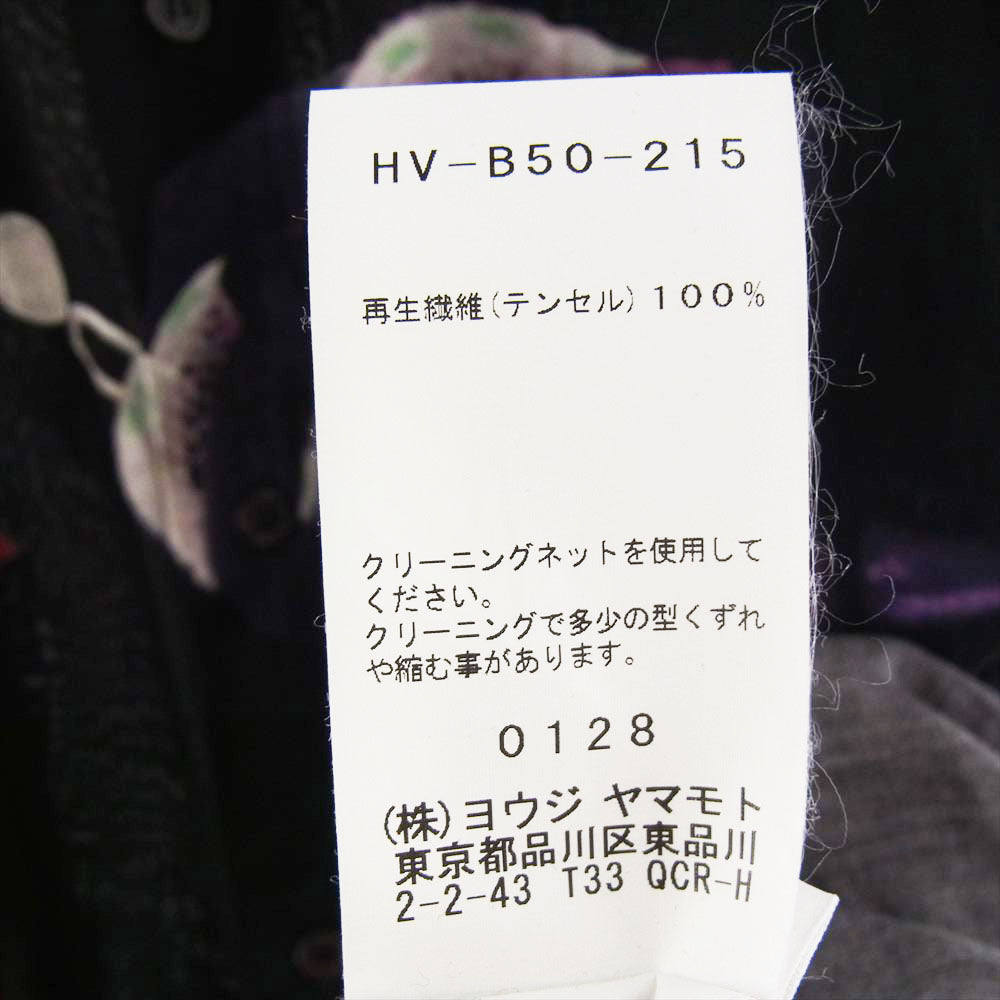 HV-B50-215
再生繊維(テンセル)100%
クリーニングネットを使用して
ください。
クリーニングで多少の型くずれ
や縮む事があります。
0128
(株)ヨウジ ヤマモト
東京都品川区東品川
2-2-43 T33 QCR-H